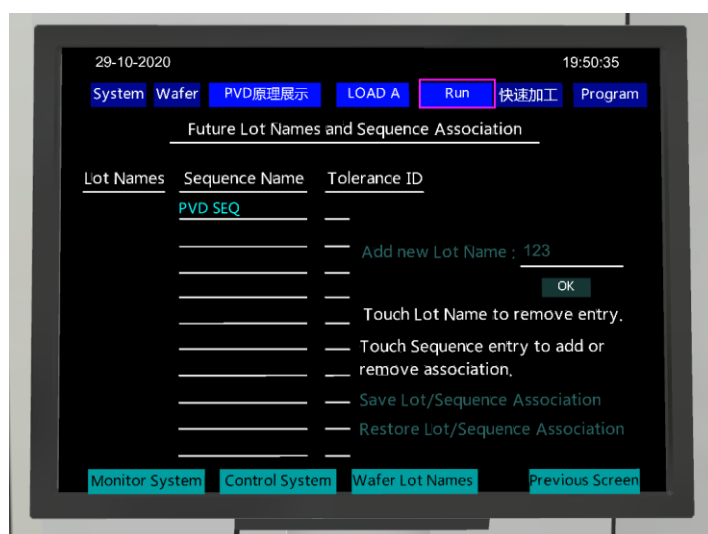 29-10-2020 19:50:35
System Wafer PVD原理展示 LOAD A Run 快速加工 Program
Future Lot Names and Sequence Association
Lot Names Sequence Name Tolerance ID
PVD SEQ
Add new Lot Name : 123
OK
Touch Lot Name to remove entry.
Touch Sequence entry to add or
remove association.
Save Lot/Sequence Association
Restore Lot/Sequence Association
Monitor System Control System Wafer Lot Names Previous Screen